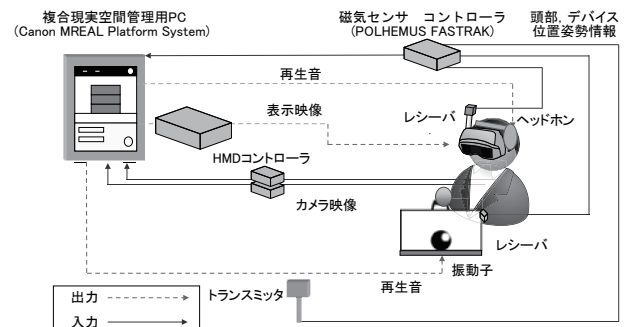 複合現実空間管理用PC
(Canon MREAL Platform System)
磁気センサ コントローラ
(POLHEMUS FASTRAK)
頭部, デバイス
位置姿勢情報
再生音
表示映像
レシーバ
ヘッドホン
HMDコントローラ
カメラ映像
レシーバ
振動子
再生音
出力
トランスミッタ
入力